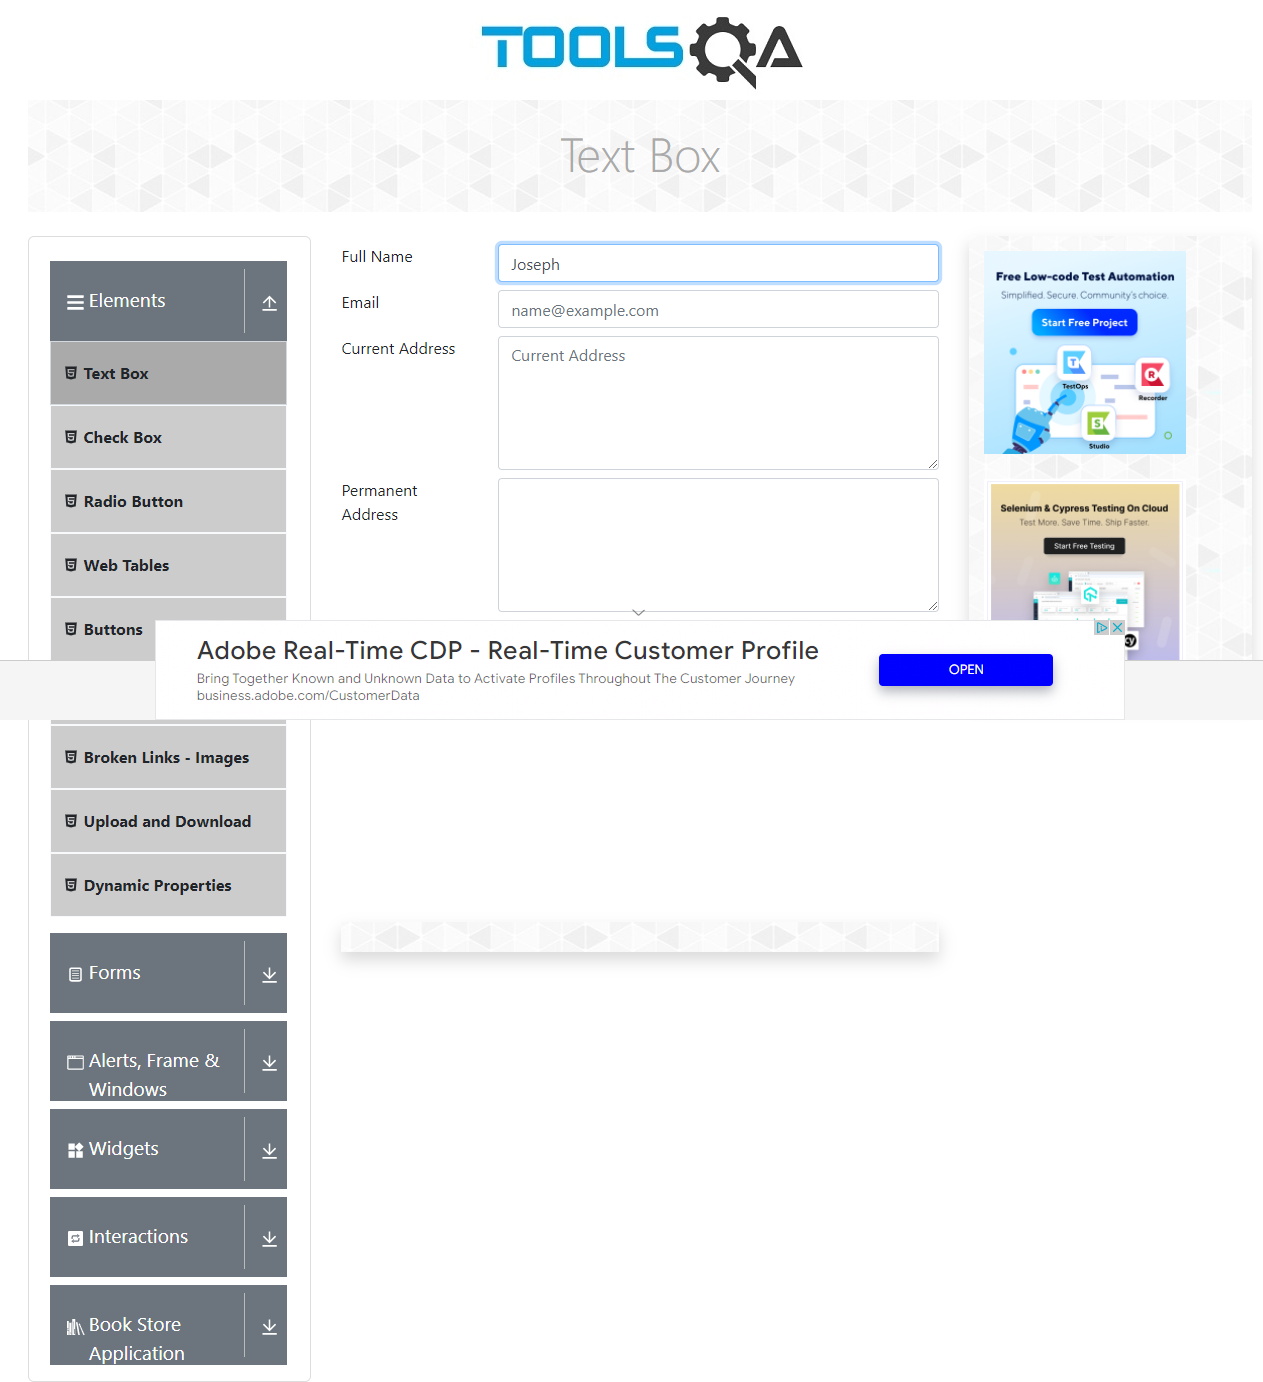 TOOLSQA
Text Box
Elements
Text Box
Check Box
Radio Button
Web Tables
Buttons
Broken Links - Images
Upload and Download
Dynamic Properties
Forms
Alerts, Frame &
Windows
Widgets
Interactions
Book Store
Application
Full Name
Joseph
Email
name@example.com
Current Address
Current Address
Permanent
Address
Free Low-code Test Automation
Simplified. Secure. Community's choice.
Start Free Project
TestOps
Recorder
Studio
Selenium & Cypress Testing On Cloud
Test More. Save Time. Ship Faster.
Start Free Testing
Adobe Real-Time CDP - Real-Time Customer Profile
Bring Together Known and Unknown Data to Activate Profiles Throughout The Customer Journey
business.adobe.com/CustomerData
OPEN